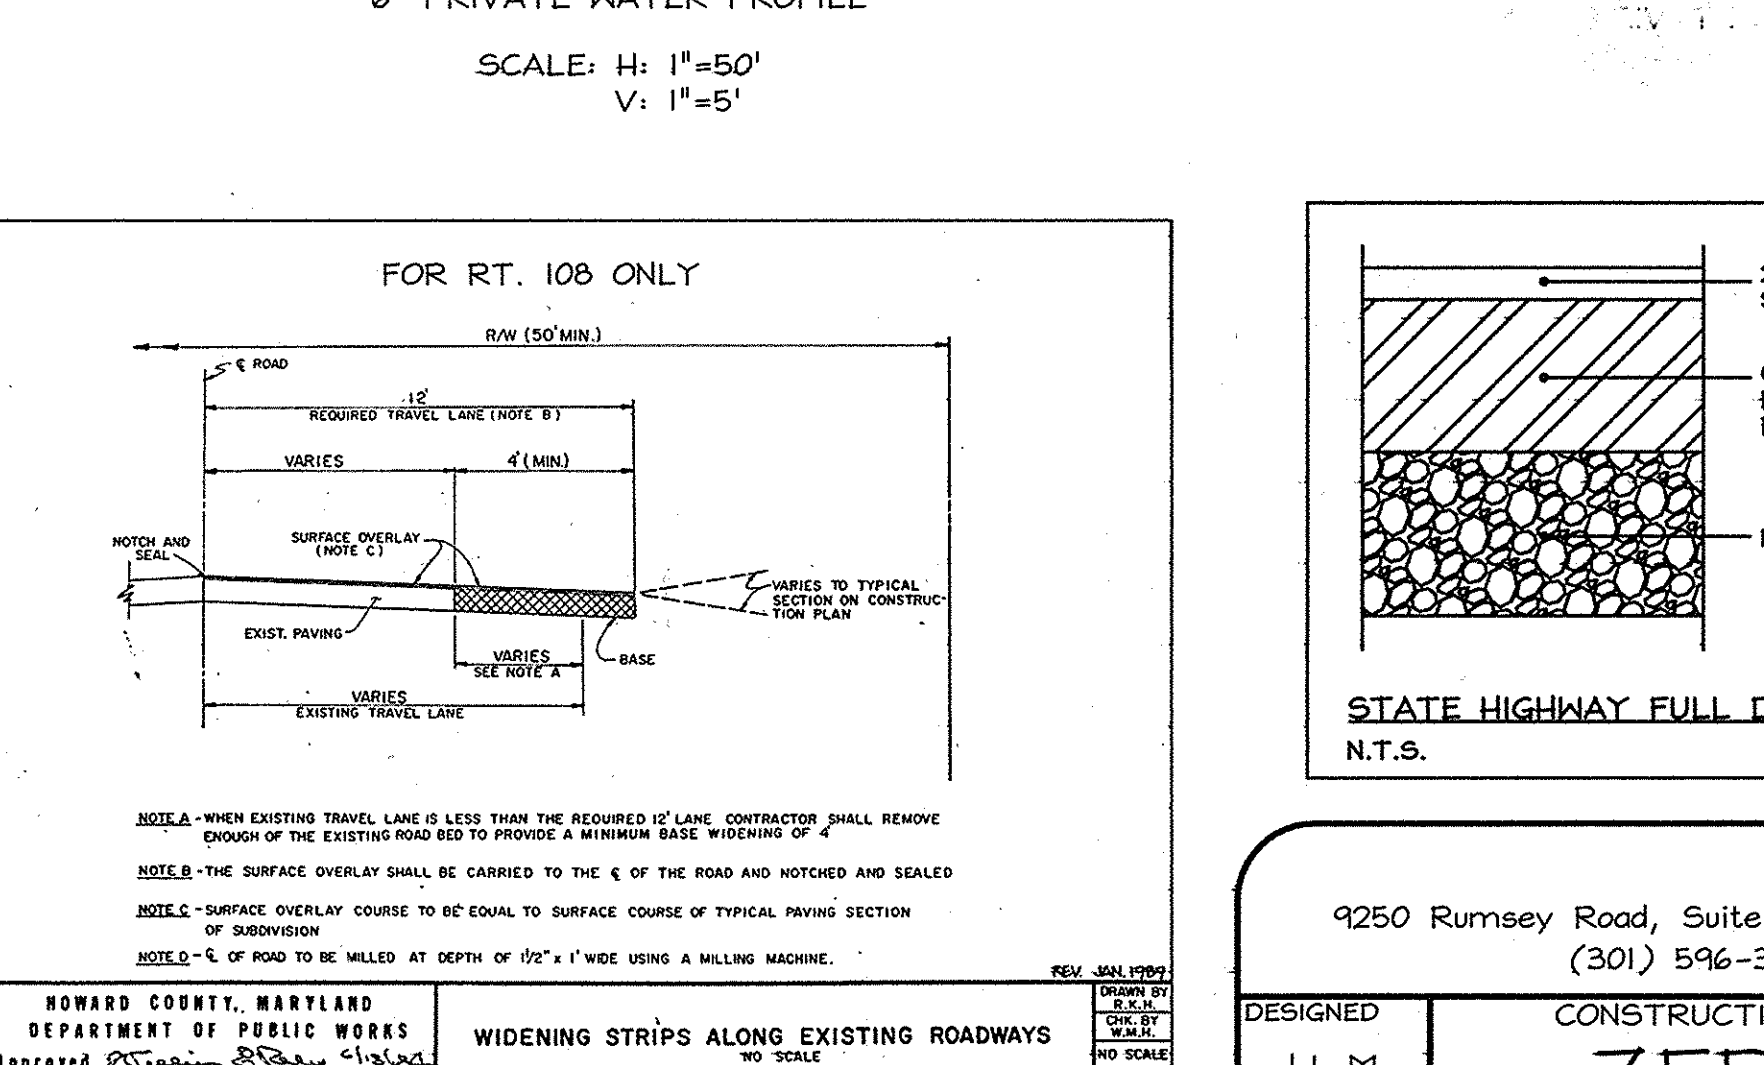 PRIVATE WATER PROFILE
SCALE: H: 1"=50'
V: 1"=5'
FOR RT. 108 ONLY
R/W (50' MIN.)
℄ ROAD
12'
REQUIRED TRAVEL LANE (NOTE B)
VARIES
4' (MIN.)
NOTCH AND
SEAL
SURFACE OVERLAY
(NOTE C)
VARIES TO TYPICAL
SECTION ON CONSTRUC-
TION PLAN
EXIST. PAVING
VARIES
SEE NOTE A
BASE
VARIES
EXISTING TRAVEL LANE
NOTE A - WHEN EXISTING TRAVEL LANE IS LESS THAN THE REQUIRED 12' LANE CONTRACTOR SHALL REMOVE
ENOUGH OF THE EXISTING ROAD BED TO PROVIDE A MINIMUM BASE WIDENING OF 4'
NOTE B - THE SURFACE OVERLAY SHALL BE CARRIED TO THE ℄ OF THE ROAD AND NOTCHED AND SEALED
NOTE C - SURFACE OVERLAY COURSE TO BE EQUAL TO SURFACE COURSE OF TYPICAL PAVING SECTION
OF SUBDIVISION
NOTE D - ℄ OF ROAD TO BE MILLED AT DEPTH OF 1 1/2" x 1' WIDE USING A MILLING MACHINE.
REV. JAN. 1989
HOWARD COUNTY, MARYLAND
DEPARTMENT OF PUBLIC WORKS
WIDENING STRIPS ALONG EXISTING ROADWAYS
NO SCALE
DRAWN BY
R.K.H.
CHK. BY
W.M.H.
NO SCALE
STATE HIGHWAY FULL D
N.T.S.
9250 Rumsey Road, Suite
(301) 596-3
DESIGNED
CONSTRUCTI